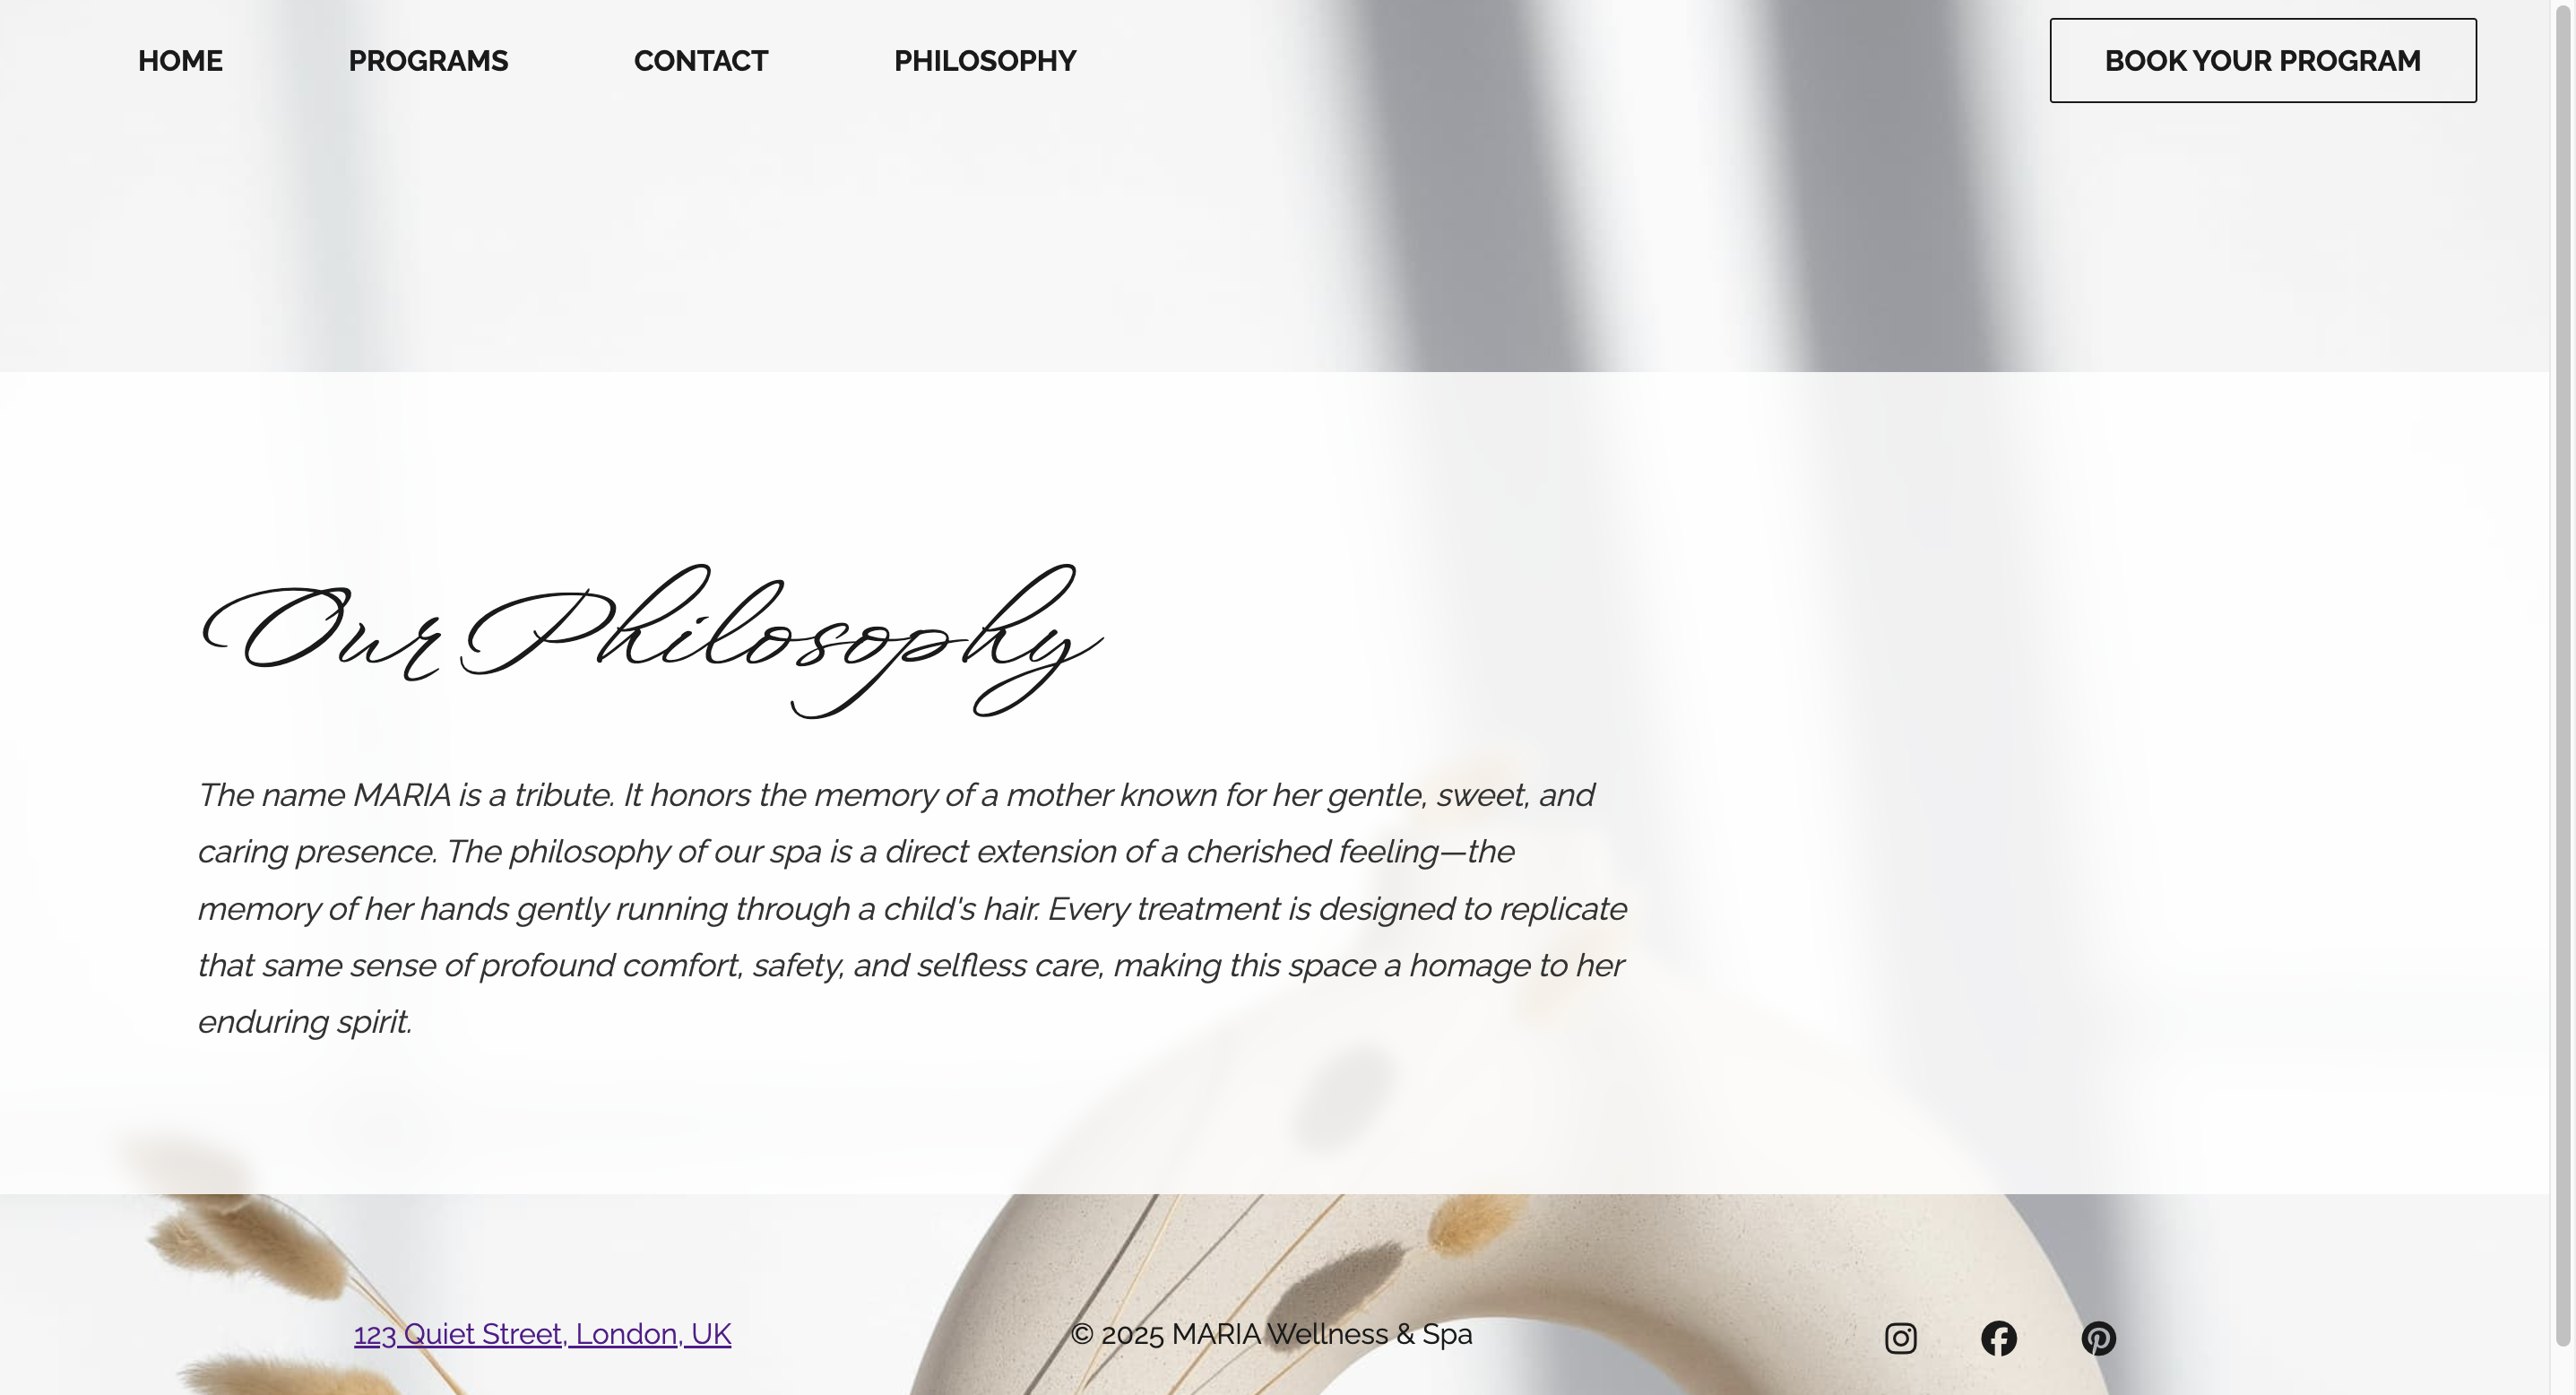 HOME PROGRAMS CONTACT PHILOSOPHY BOOK YOUR PROGRAM
Our Philosophy
The name MARIA is a tribute. It honors the memory of a mother known for her gentle, sweet, and
caring presence. The philosophy of our spa is a direct extension of a cherished feeling—the
memory of her hands gently running through a child's hair. Every treatment is designed to replicate
that same sense of profound comfort, safety, and selfless care, making this space a homage to her
enduring spirit.
123 Quiet Street, London, UK © 2025 MARIA Wellness & Spa